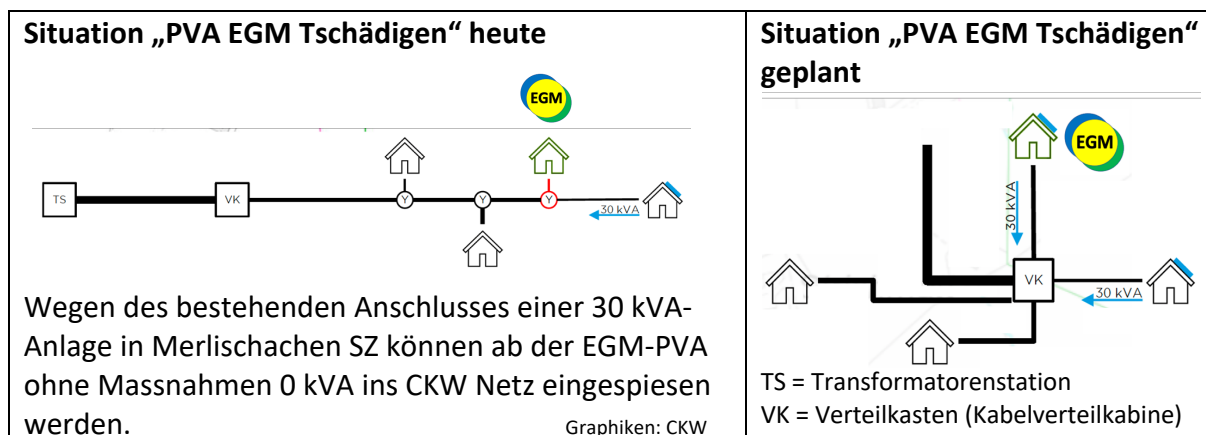 Situation „PVA EGM Tschädigen“ heute
EGM
TS
VK
Y
Y
Y
30 kVA
Wegen des bestehenden Anschlusses einer 30 kVA-
Anlage in Merlischachen SZ können ab der EGM-PVA
ohne Massnahmen 0 kVA ins CKW Netz eingespiesen
werden.
Graphiken: CKW
Situation „PVA EGM Tschädigen“
geplant
EGM
30 kVA
VK
30 kVA
TS = Transformatorenstation
VK = Verteilkasten (Kabelverteilkabine)